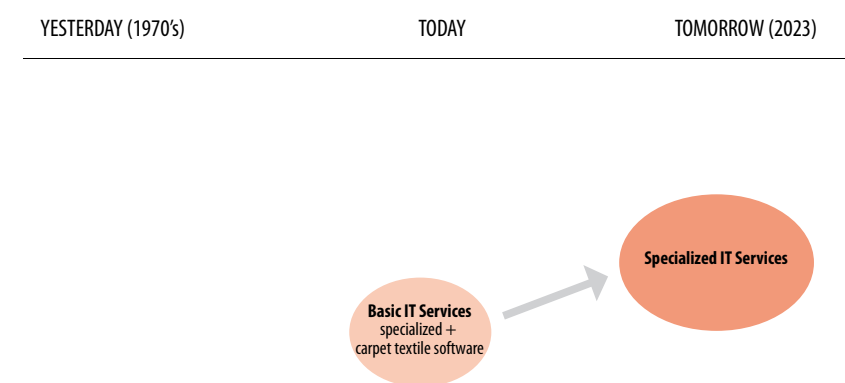 YESTERDAY (1970's) TODAY TOMORROW (2023)
Specialized IT Services
Basic IT Services
specialized +
carpet textile software